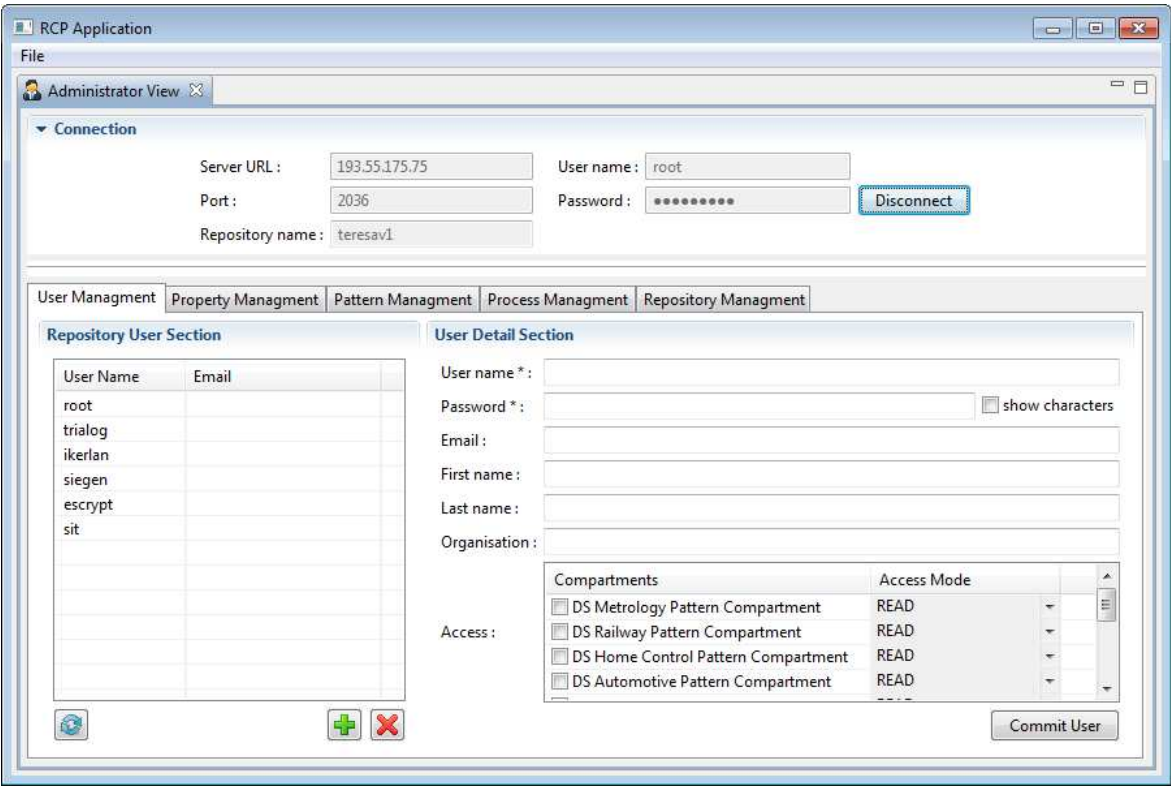 RCP Application
File
Administrator View
Connection
Server URL : 193.55.175.75 User name : root
Port : 2036 Password : ●●●●●●●●● Disconnect
Repository name : teresav1
User Managment Property Managment Pattern Managment Process Managment Repository Managment
Repository User Section
User Name Email
root
trialog
ikerlan
siegen
escrypt
sit
User Detail Section
User name * :
Password * : show characters
Email :
First name :
Last name :
Organisation :
Access :
Compartments Access Mode
DS Metrology Pattern Compartment READ
DS Railway Pattern Compartment READ
DS Home Control Pattern Compartment READ
DS Automotive Pattern Compartment READ
Commit User